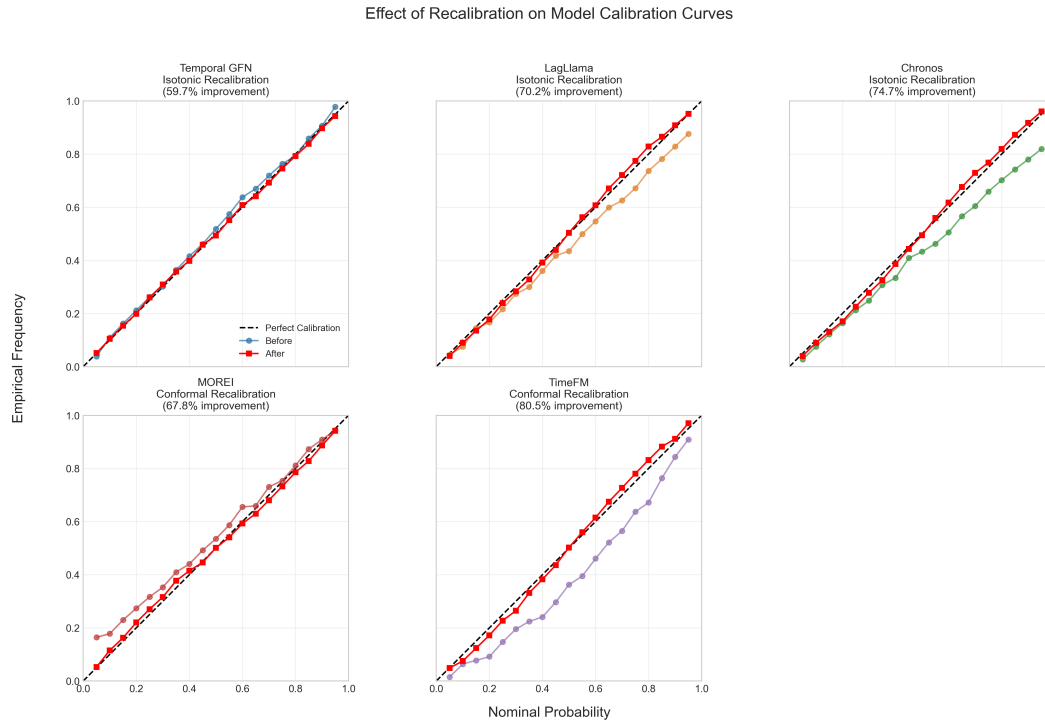 Effect of Recalibration on Model Calibration Curves
Temporal GFN
Isotonic Recalibration
(59.7% improvement)
LagLlama
Isotonic Recalibration
(70.2% improvement)
Chronos
Isotonic Recalibration
(74.7% improvement)
1.0
0.8
0.6
0.4
0.2
0.0
Perfect Calibration
Before
After
Empirical Frequency
MOREI
Conformal Recalibration
(67.8% improvement)
TimeFM
Conformal Recalibration
(80.5% improvement)
1.0
0.8
0.6
0.4
0.2
0.0
0.0 0.2 0.4 0.6 0.8 1.0
0.0 0.2 0.4 0.6 0.8 1.0
Nominal Probability